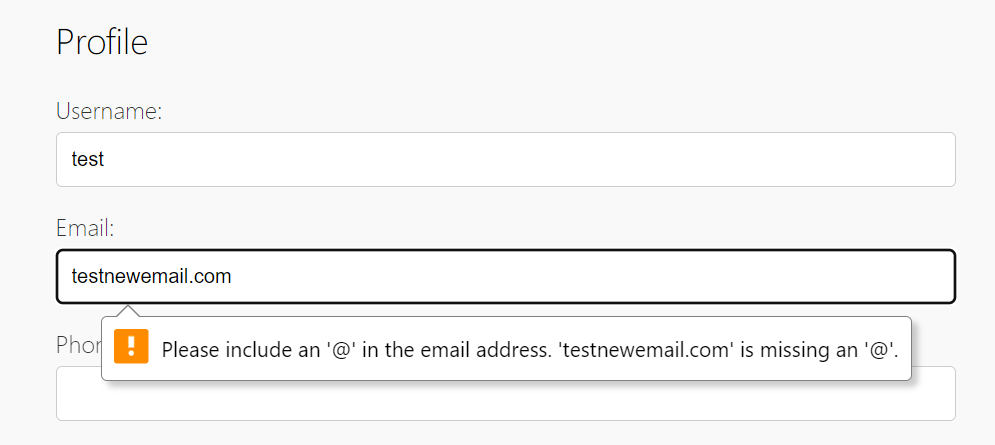 Profile
Username:
test
Email:
testnewemail.com
Please include an '@' in the email address. 'testnewemail.com' is missing an '@'.